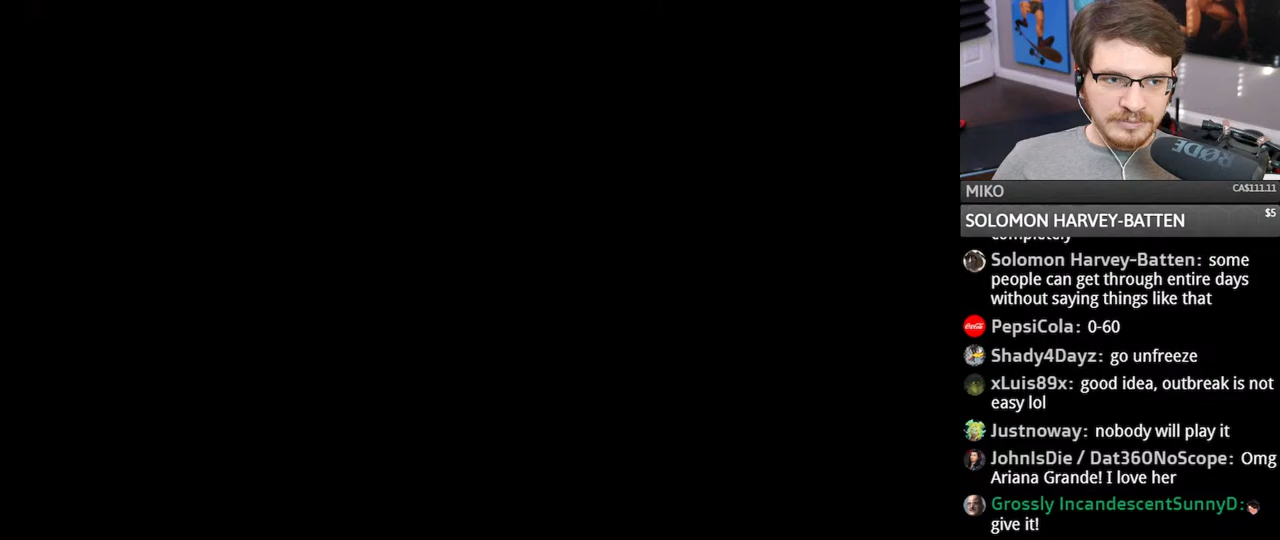 RØDE
MIKO
CA$111.11
SOLOMON HARVEY-BATTEN
$5
completely
Solomon Harvey-Batten: some
people can get through entire days
without saying things like that
PepsiCola: 0-60
Shady4Dayz: go unfreeze
xLuis89x: good idea, outbreak is not
easy lol
Justnoway: nobody will play it
JohnIsDie / Dat360NoScope: Omg
Ariana Grande! I love her
Grossly IncandescentSunnyD:
give it!